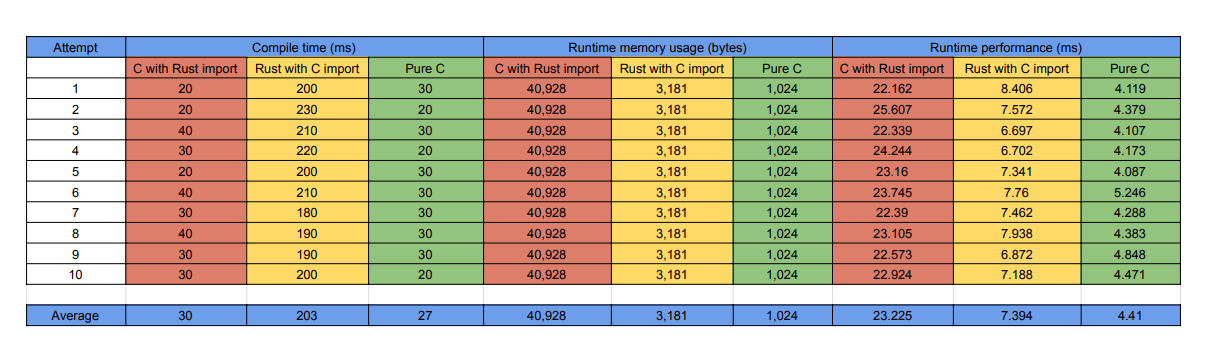 Attempt Compile time (ms) Runtime memory usage (bytes) Runtime performance (ms)
C with Rust import Rust with C import Pure C C with Rust import Rust with C import Pure C C with Rust import Rust with C import Pure C
1 20 200 30 40,928 3,181 1,024 22.162 8.406 4.119
2 20 230 20 40,928 3,181 1,024 25.607 7.572 4.379
3 40 210 30 40,928 3,181 1,024 22.339 6.697 4.107
4 30 220 20 40,928 3,181 1,024 24.244 6.702 4.173
5 20 200 30 40,928 3,181 1,024 23.16 7.341 4.087
6 40 210 30 40,928 3,181 1,024 23.745 7.76 5.246
7 30 180 30 40,928 3,181 1,024 22.39 7.462 4.288
8 40 190 30 40,928 3,181 1,024 23.105 7.938 4.383
9 30 190 30 40,928 3,181 1,024 22.573 6.872 4.848
10 30 200 20 40,928 3,181 1,024 22.924 7.188 4.471
Average 30 203 27 40,928 3,181 1,024 23.225 7.394 4.41